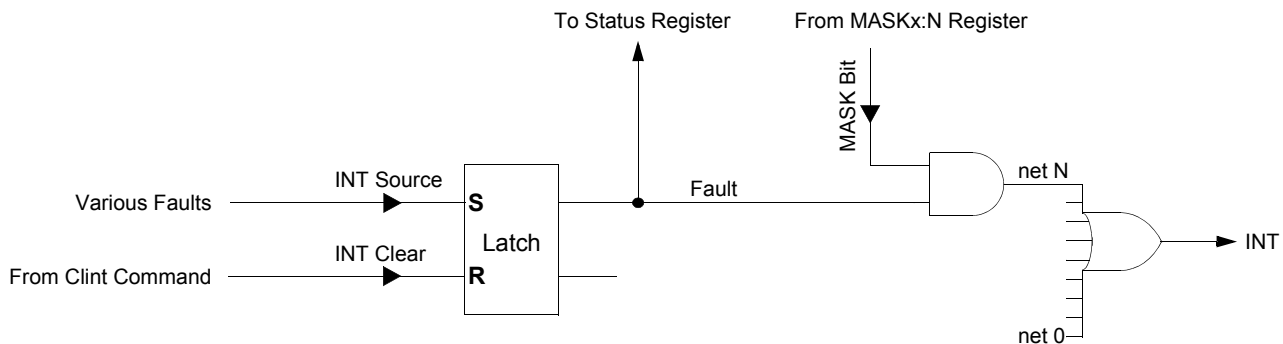 To Status Register
From MASKx:N Register
MASK Bit
INT Source
net N
Various Faults
S
Fault
Latch
INT
INT Clear
From Clint Command
R
net 0